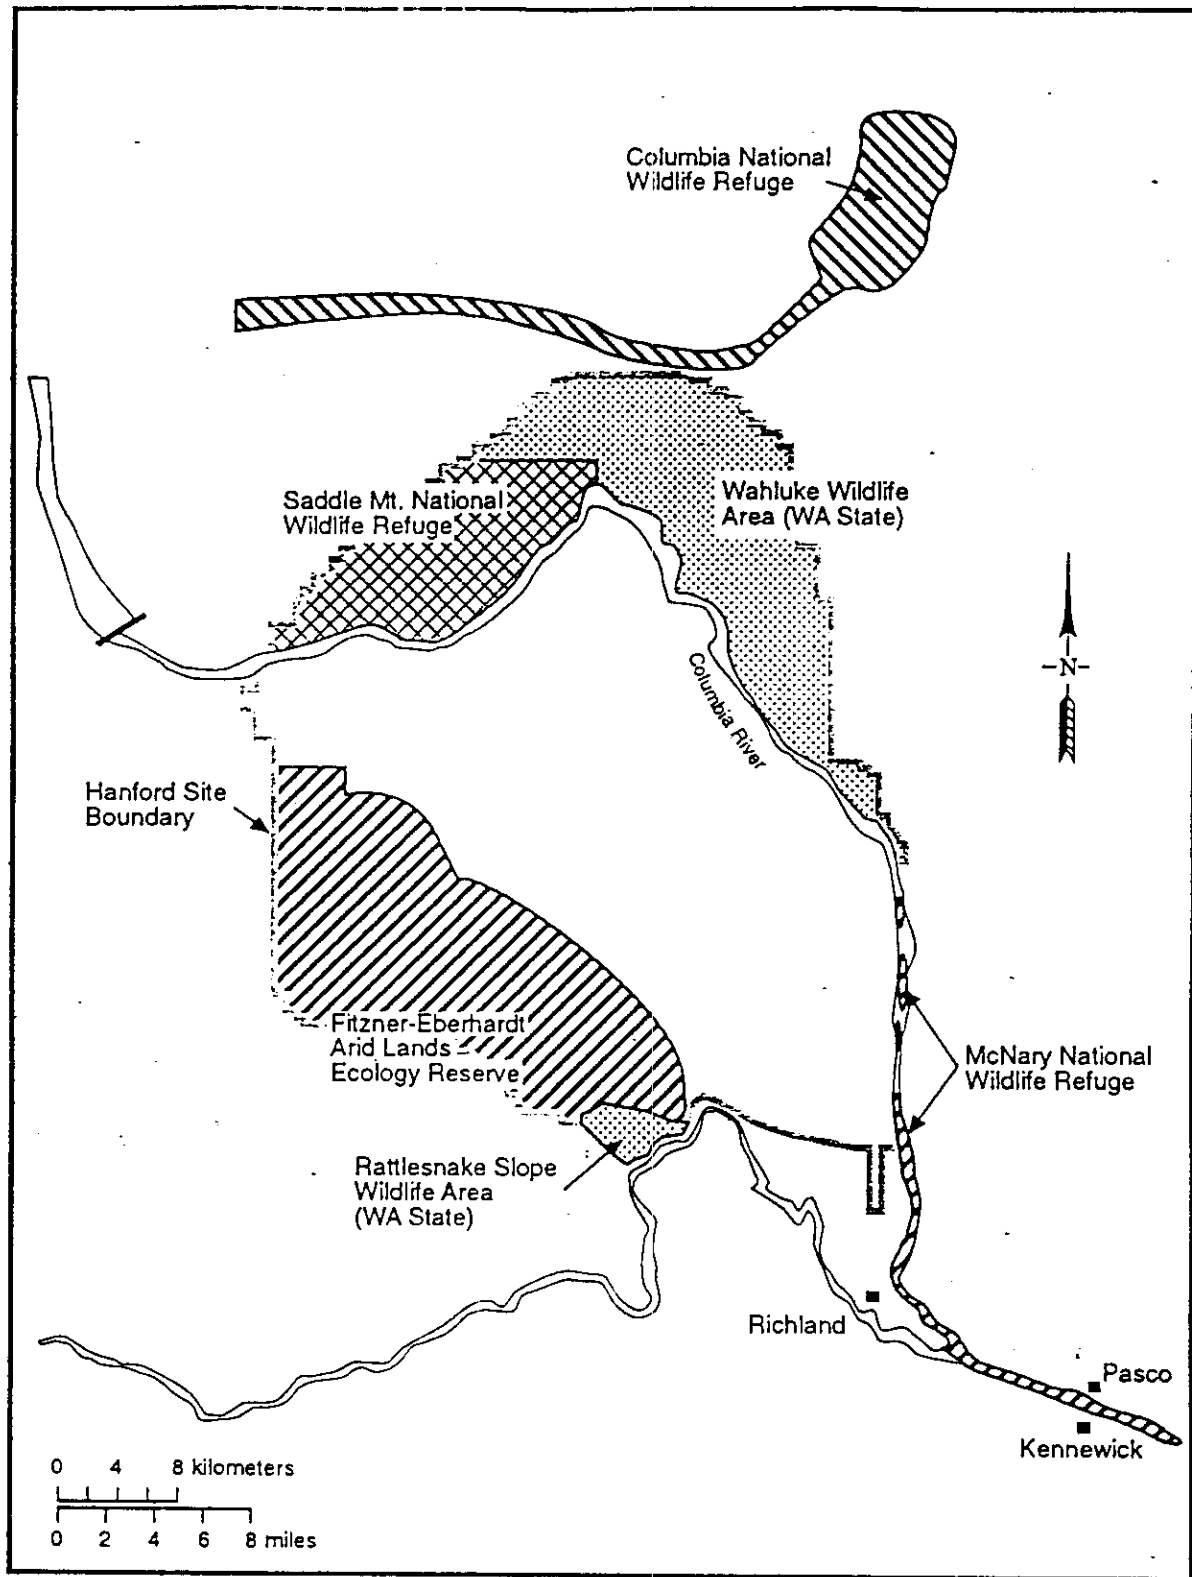 Columbia National
Wildlife Refuge
Saddle Mt. National
Wildlife Refuge
Wahluke Wildlife
Area (WA State)
-N-
Columbia River
Hanford Site
Boundary
Fitzner-Eberhardt
Arid Lands
Ecology Reserve
McNary National
Wildlife Refuge
Rattlesnake Slope
Wildlife Area
(WA State)
Richland
Pasco
Kennewick
0 4 8 kilometers
0 2 4 6 8 miles